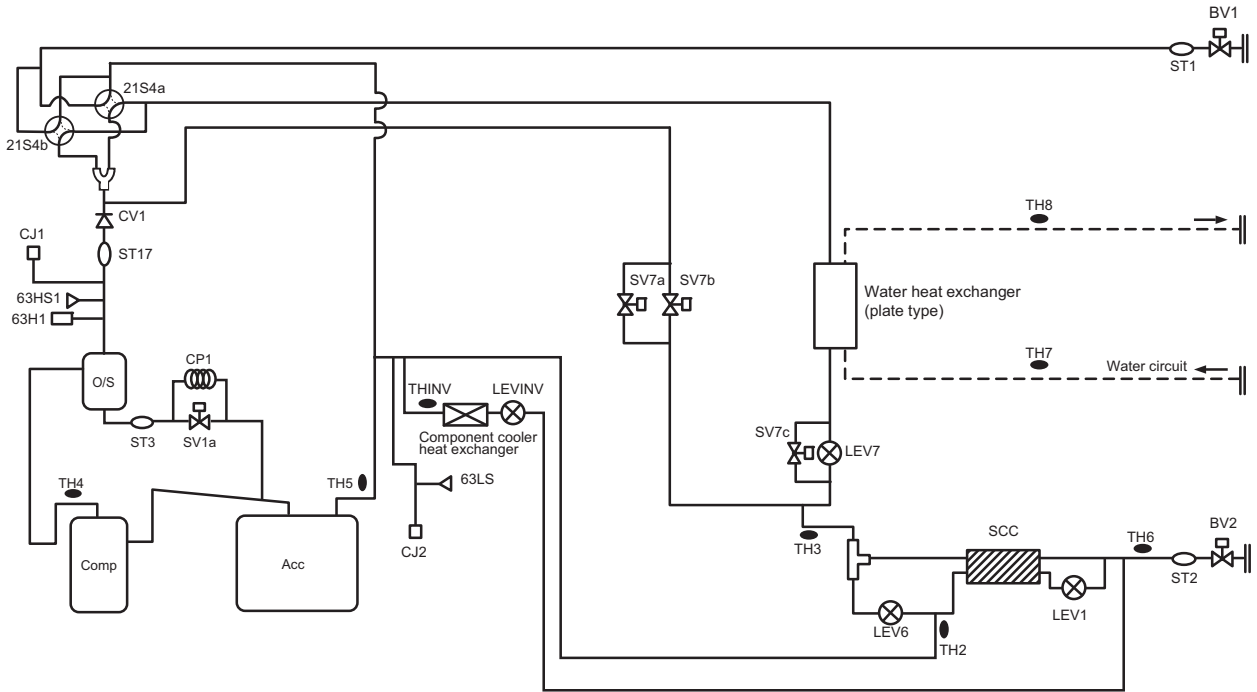 BV1
ST1
21S4a
21S4b
CV1
CJ1
ST17
63HS1
63H1
TH8
SV7a
SV7b
Water heat exchanger
(plate type)
TH7
Water circuit
O/S
CP1
ST3
SV1a
THINV
LEVINV
Component cooler
heat exchanger
SV7c
LEV7
TH4
TH5
63LS
Comp
Acc
CJ2
TH3
SCC
TH6
BV2
ST2
LEV1
LEV6
TH2